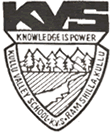 KVS
KNOWLEDGE IS POWER
KULLU VALLEY SCHOOL KVS RAM SHILLA, KULLU